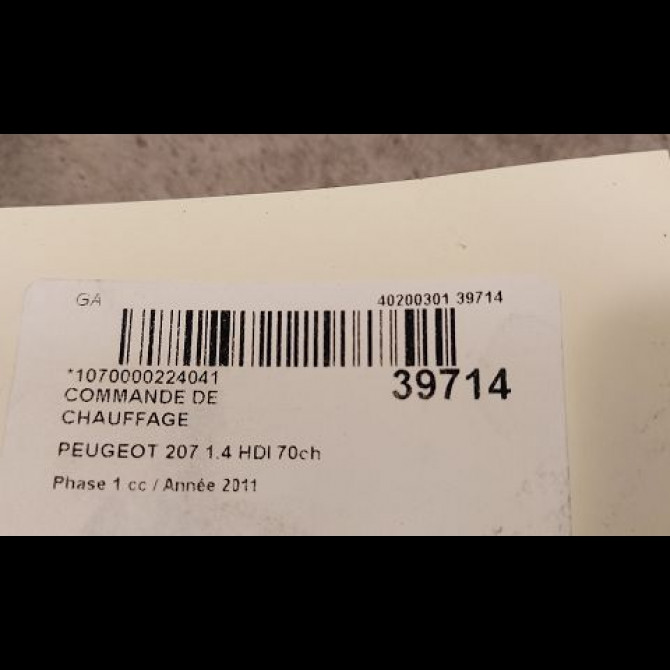 GA 40200301 39714
*1070000224041 39714
COMMANDE DE
CHAUFFAGE
PEUGEOT 207 1.4 HDI 70ch
Phase 1 cc / Année 2011